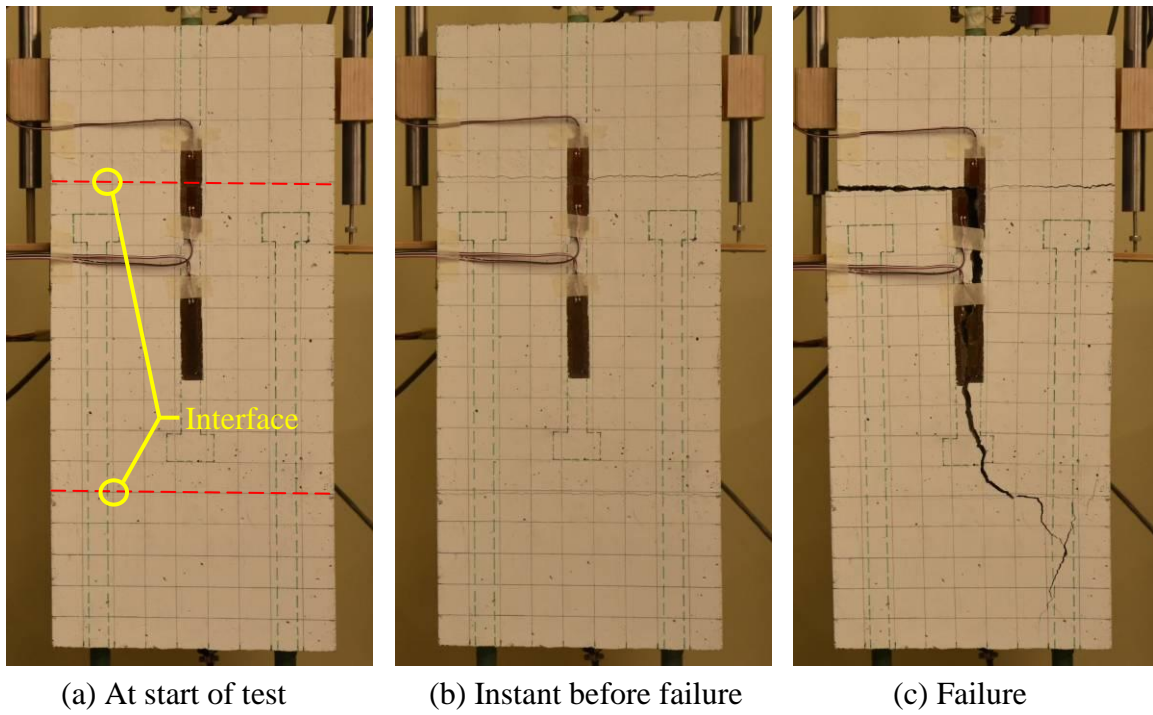 Interface
(a) At start of test
(b) Instant before failure
(c) Failure